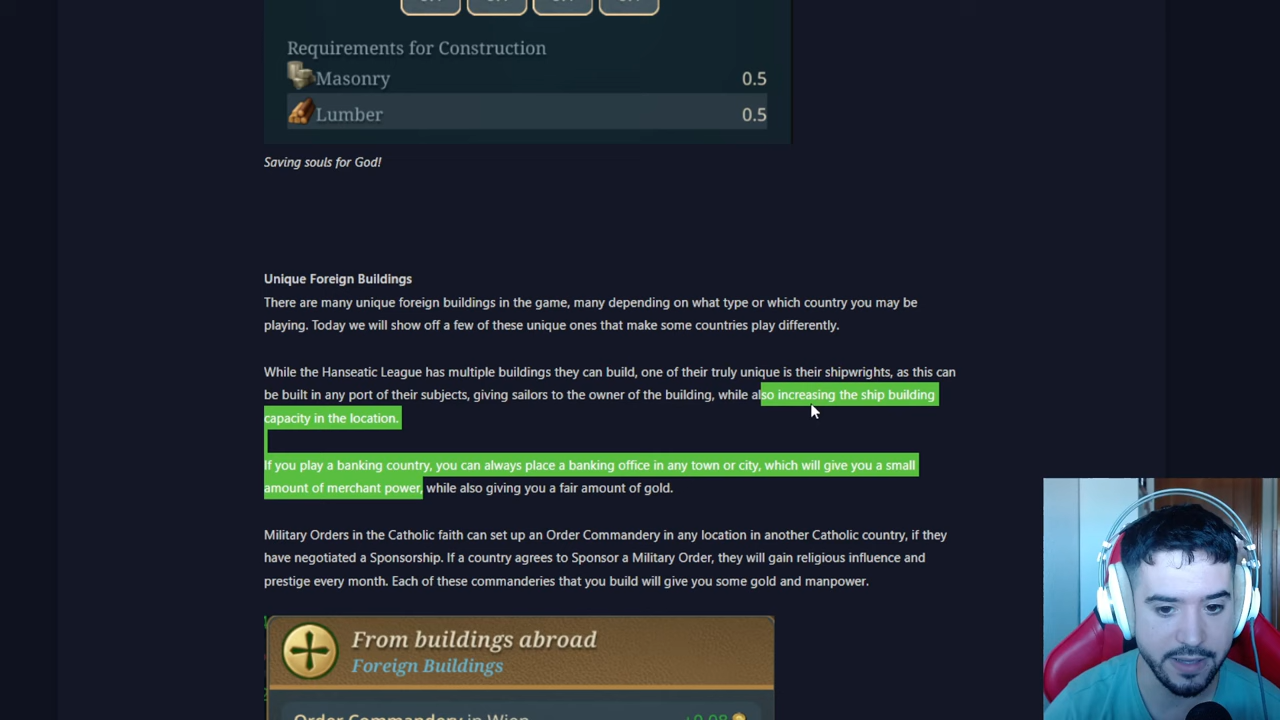 Requirements for Construction
Masonry 0.5
Lumber 0.5
Saving souls for God!
Unique Foreign Buildings
There are many unique foreign buildings in the game, many depending on what type or which country you may be
playing. Today we will show off a few of these unique ones that make some countries play differently.
While the Hanseatic League has multiple buildings they can build, one of their truly unique is their shipwrights, as this can
be built in any port of their subjects, giving sailors to the owner of the building, while also increasing the ship building
capacity in the location.
If you play a banking country, you can always place a banking office in any town or city, which will give you a small
amount of merchant power, while also giving you a fair amount of gold.
Military Orders in the Catholic faith can set up an Order Commandery in any location in another Catholic country, if they
have negotiated a Sponsorship. If a country agrees to Sponsor a Military Order, they will gain religious influence and
prestige every month. Each of these commanderies that you build will give you some gold and manpower.
From buildings abroad
Foreign Buildings
Order Commandery in Wien +0.08